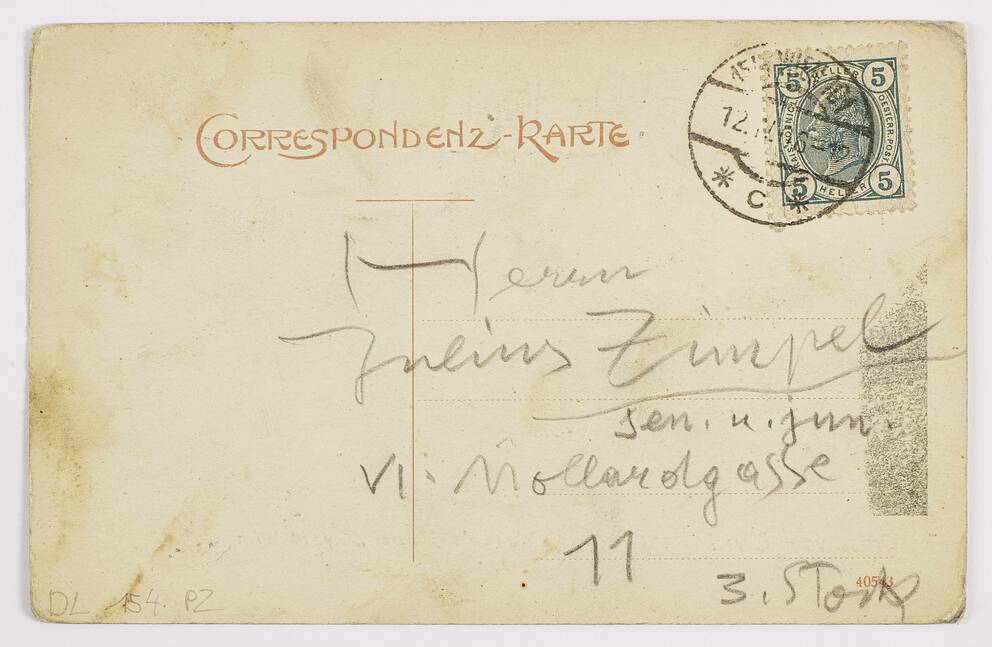 CORRESPONDENZ-KARTE
5 HELLER 5
KAIS. KOENIGL.
OESTERR. POST
5 HELLER 5
12.
* C *
Herrn
Julius Zimpel
sen. u. jun.
VI. Mollardgasse
11
3. Stock
40543
DL 154. PZ